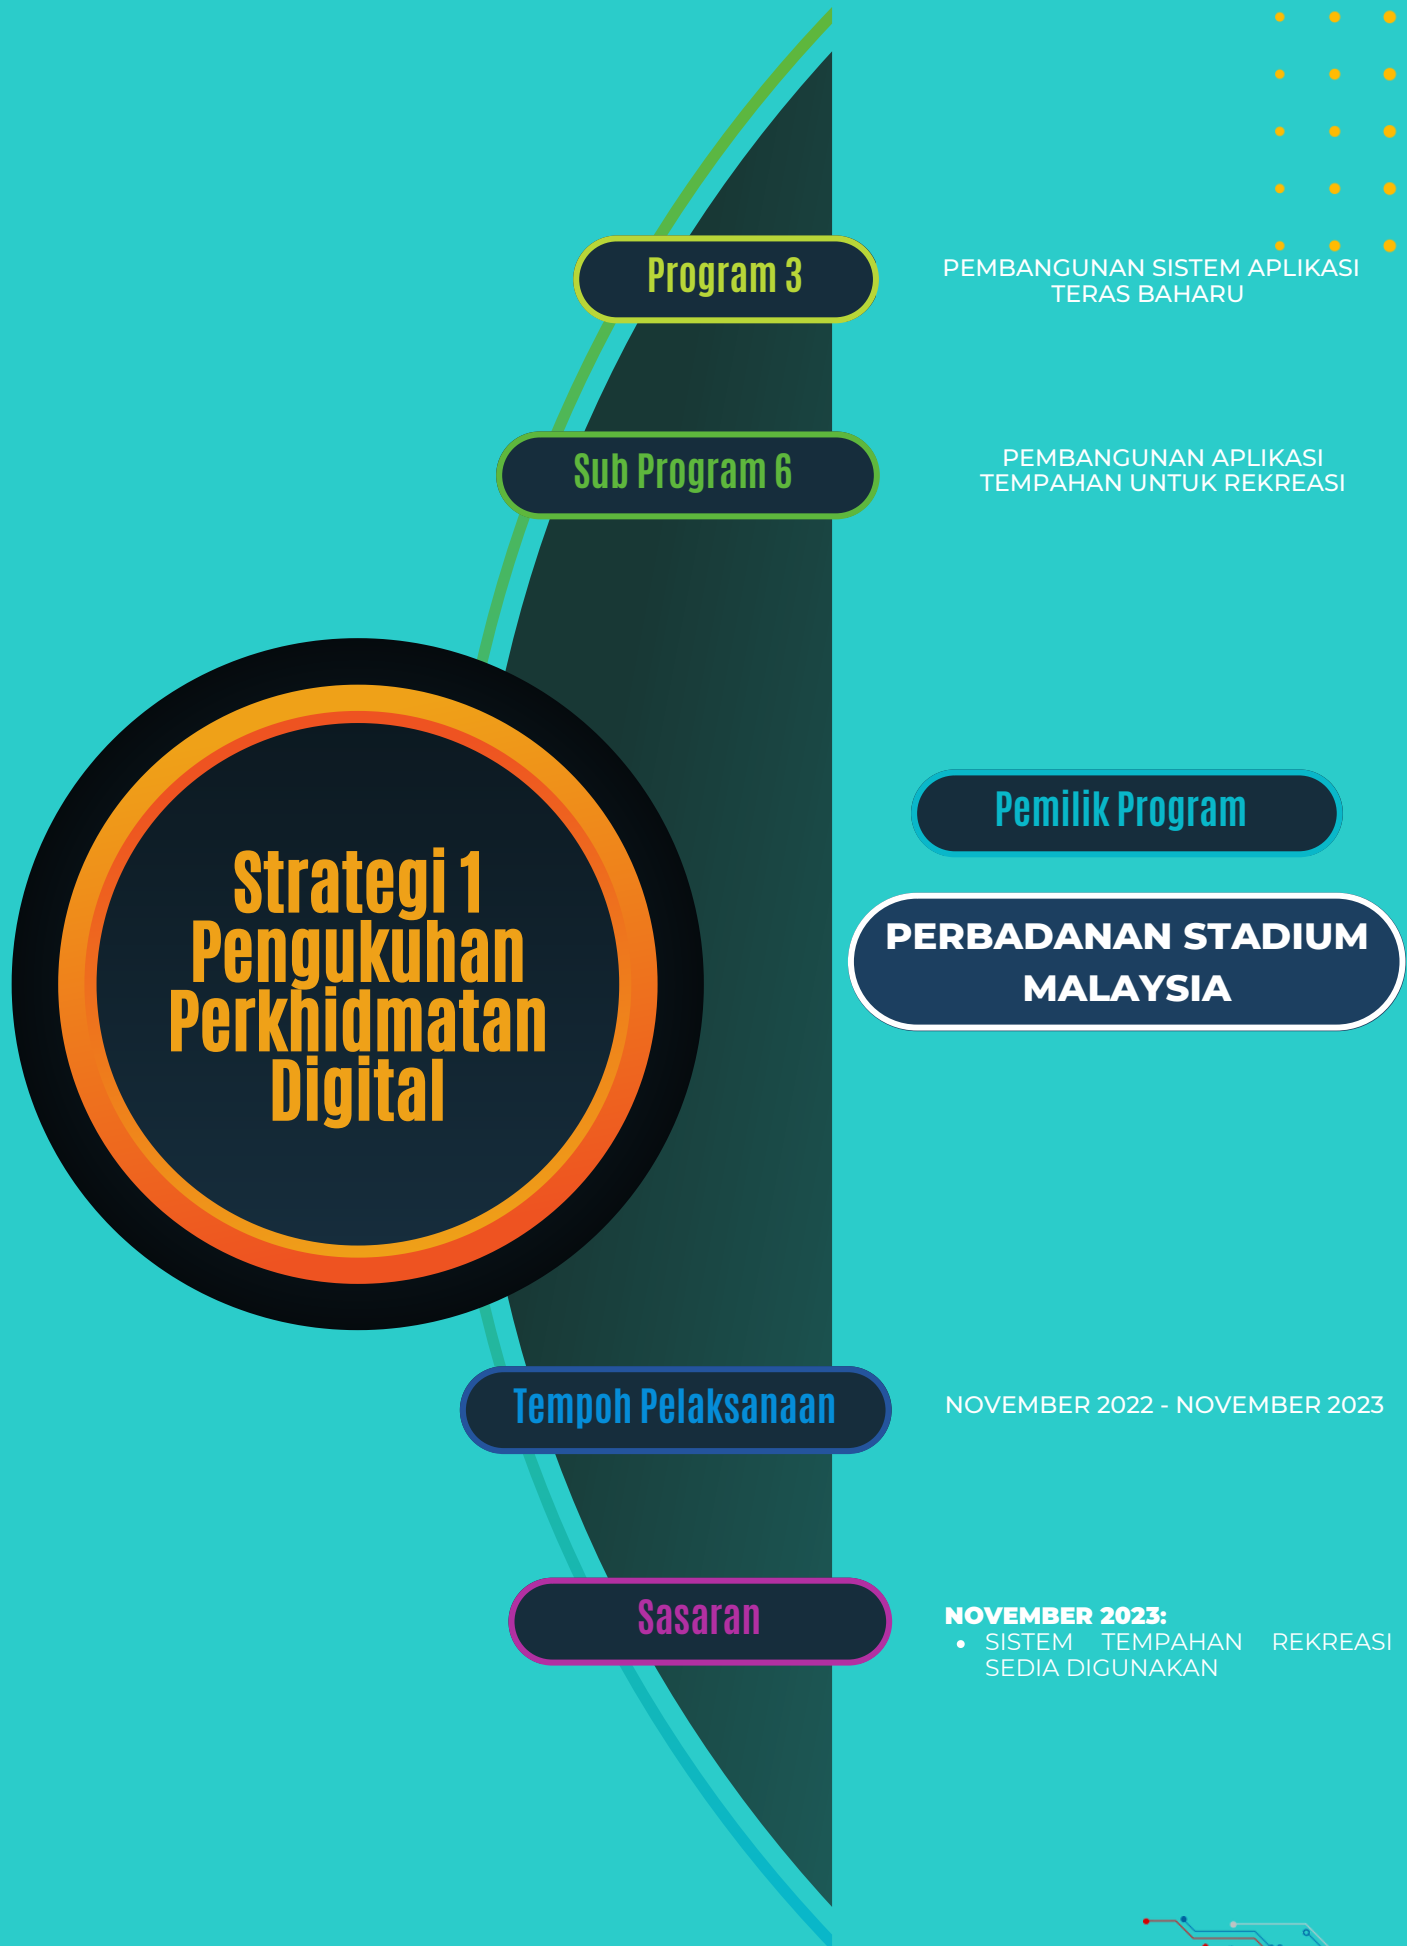 Program 3
PEMBANGUNAN SISTEM APLIKASI
TERAS BAHARU
Sub Program 6
PEMBANGUNAN APLIKASI
TEMPAHAN UNTUK REKREASI
Strategi 1
Pengukuhan
Perkhidmatan
Digital
Pemilik Program
PERBADANAN STADIUM
MALAYSIA
Tempoh Pelaksanaan
NOVEMBER 2022 - NOVEMBER 2023
Sasaran
NOVEMBER 2023:
• SISTEM TEMPAHAN REKREASI
SEDIA DIGUNAKAN